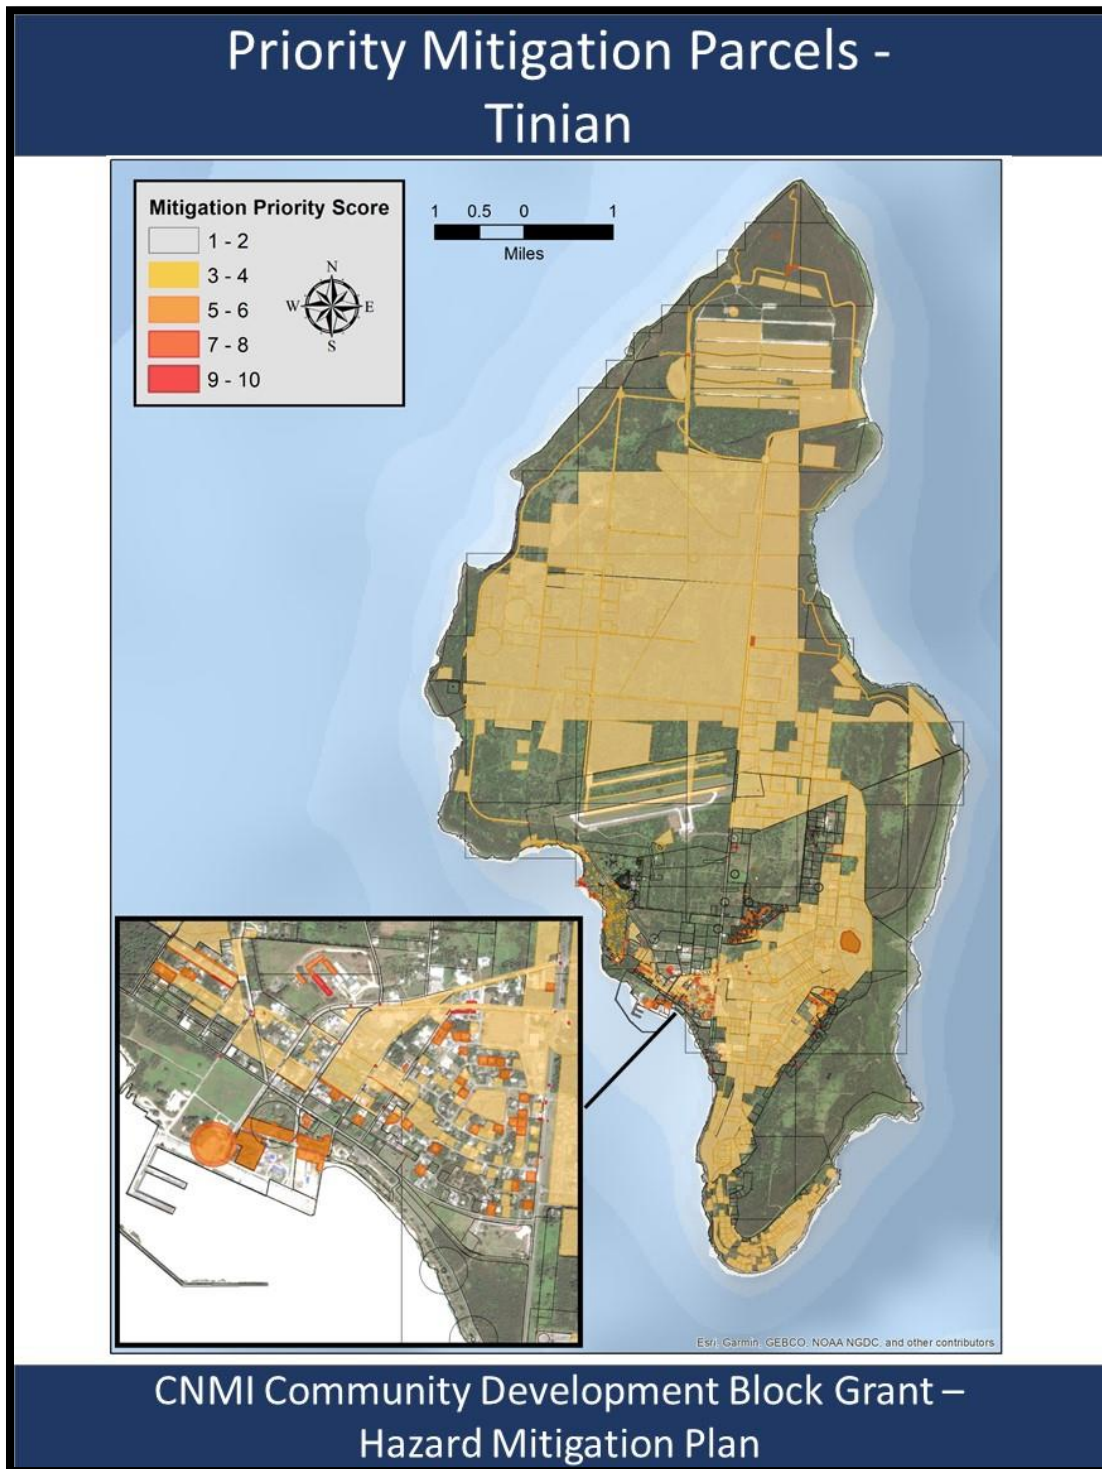 Priority Mitigation Parcels -
Tinian
Mitigation Priority Score
1 - 2
3 - 4
5 - 6
7 - 8
9 - 10
N
W E
S
1 0.5 0 1
Miles
Esri, Garmin, GEBCO, NOAA NGDC, and other contributors
CNMI Community Development Block Grant –
Hazard Mitigation Plan